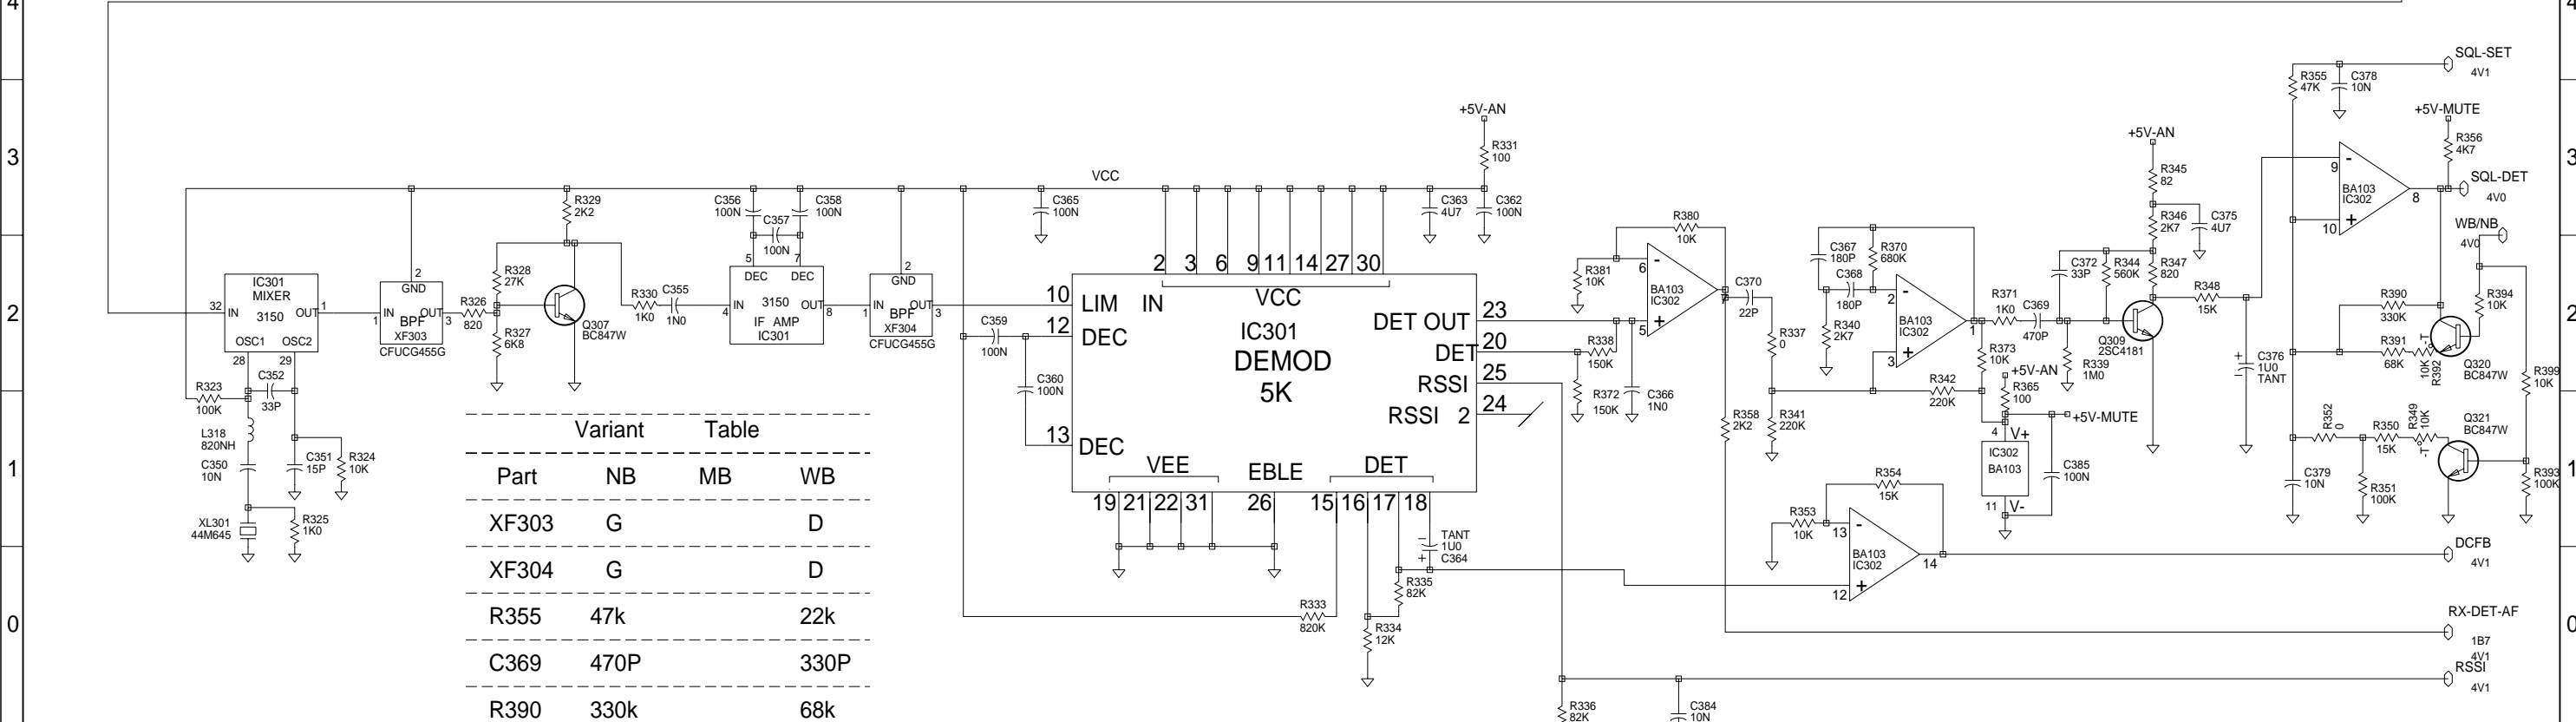 4
4
3
3
2
2
1
1
0
0
SQL-SET
4V1
R355
47K
C378
10N
+5V-MUTE
R356
4K7
9
-
BA103
IC302
8
+
10
SQL-DET
4V0
WB/NB
4V0
R390
330K
R394
10K
R391
68K
-T°
10K
R392
Q320
BC847W
R399
10K
R352
0
R350
15K
R349
10K
-T°
Q321
BC847W
C379
10N
R351
100K
R393
100K
DCFB
4V1
RX-DET-AF
1B7
4V1
RSSI
4V1
+5V-AN
R345
82
R346
2K7
C375
4U7
C372
33P
R344
560K
R347
820
R348
15K
Q309
2SC4181
+
-
C376
1U0
TANT
R339
1M0
R371
1K0
C369
470P
R373
10K
+5V-AN
R365
100
+5V-MUTE
4
V+
IC302
BA103
11
V-
C385
100N
R342
220K
C367
180P
R370
680K
C368
180P
R340
2K7
2
-
BA103
IC302
1
+
3
R380
10K
R381
10K
6
-
BA103
IC302
7
+
5
C370
22P
R337
0
R358
2K2
R341
220K
R338
150K
R372
150K
C366
1N0
R354
15K
R353
10K
13
-
BA103
IC302
14
+
12
R336
82K
C384
10N
+5V-AN
R331
100
VCC
C365
100N
C363
4U7
C362
100N
2 3 6 9 11 14 27 30
VCC
10
LIM IN
12
DEC
13
DEC
IC301
DEMOD
5K
DET OUT
23
DET
20
RSSI
25
RSSI 2
24
VEE
EBLE
DET
19 21 22 31
26
15 16 17 18
-
+
TANT
1U0
C364
R335
82K
R333
820K
R334
12K
C359
100N
C360
100N
C356
100N
C357
100N
C358
100N
5
7
DEC
DEC
IN
3150
OUT
IF AMP
IC301
4
8
2
GND
IN
OUT
BPF
XF304
1
3
CFUCG455G
R329
2K2
R328
27K
R326
820
R327
6K8
Q307
BC847W
R330
1K0
C355
1N0
2
GND
IN
OUT
BPF
XF303
1
3
CFUCG455G
IC301
MIXER
32
IN
3150
OUT
1
OSC1
OSC2
28
29
R323
100K
C352
33P
L318
820NH
C350
10N
C351
15P
R324
10K
XL301
44M645
R325
1K0
Variant Table
Part NB MB WB
XF303 G D
XF304 G D
R355 47k 22k
C369 470P 330P
R390 330k 68k